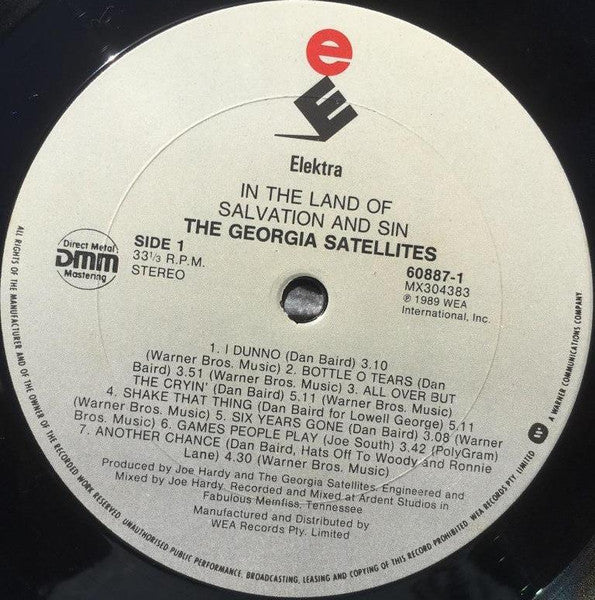 e
E
Elektra
IN THE LAND OF
SALVATION AND SIN
THE GEORGIA SATELLITES
Direct Metal
DMM
Mastering
SIDE 1
33⅓ R.P.M.
STEREO
60887-1
MX304383
℗ 1989 WEA
International, Inc.
1. I DUNNO (Dan Baird) 3.10
(Warner Bros. Music) 2. BOTTLE O TEARS (Dan
Baird) 3.51 (Warner Bros. Music) 3. ALL OVER BUT
THE CRYIN' (Dan Baird) 5.11 (Warner Bros. Music)
4. SHAKE THAT THING (Dan Baird for Lowell George) 5.11
(Warner Bros. Music) 5. SIX YEARS GONE (Dan Baird) 3.08 (Warner
Bros. Music) 6. GAMES PEOPLE PLAY (Joe South) 3.42 (PolyGram)
7. ANOTHER CHANCE (Dan Baird, Hats Off To Woody and Ronnie
Lane) 4.30 (Warner Bros. Music)
Produced by Joe Hardy and The Georgia Satellites. Engineered and
Mixed by Joe Hardy. Recorded and Mixed at Ardent Studios in
Fabulous Memfiss, Tennessee
Manufactured and Distributed by
WEA Records Pty. Limited
ALL RIGHTS OF THE MANUFACTURER AND OF THE OWNER OF THE RECORDED WORK RESERVED. UNAUTHORISED PUBLIC PERFORMANCE, BROADCASTING, LEASING AND COPYING OF THIS RECORD PROHIBITED. WEA RECORDS PTY. LIMITED
A WARNER COMMUNICATIONS COMPANY